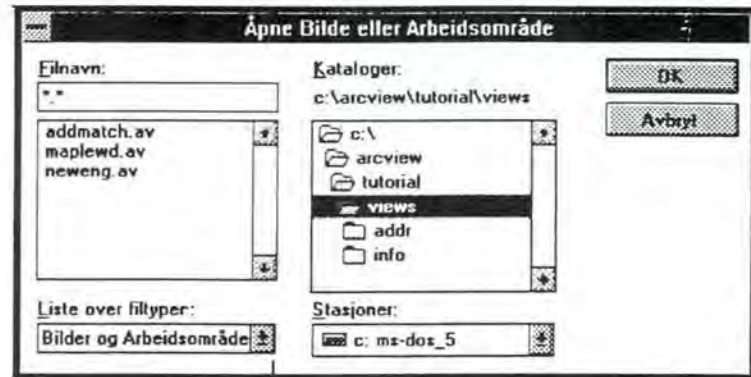 Åpne Bilde eller Arbeidsområde
Filnavn:
*.*
addmatch.av
maplewd.av
neweng.av
Liste over filtyper:
Bilder og Arbeidsområde
Kataloger:
c:\arcview\tutorial\views
c:\
arcview
tutorial
views
addr
info
Stasjoner:
c: ms-dos_5
OK
Avbryt